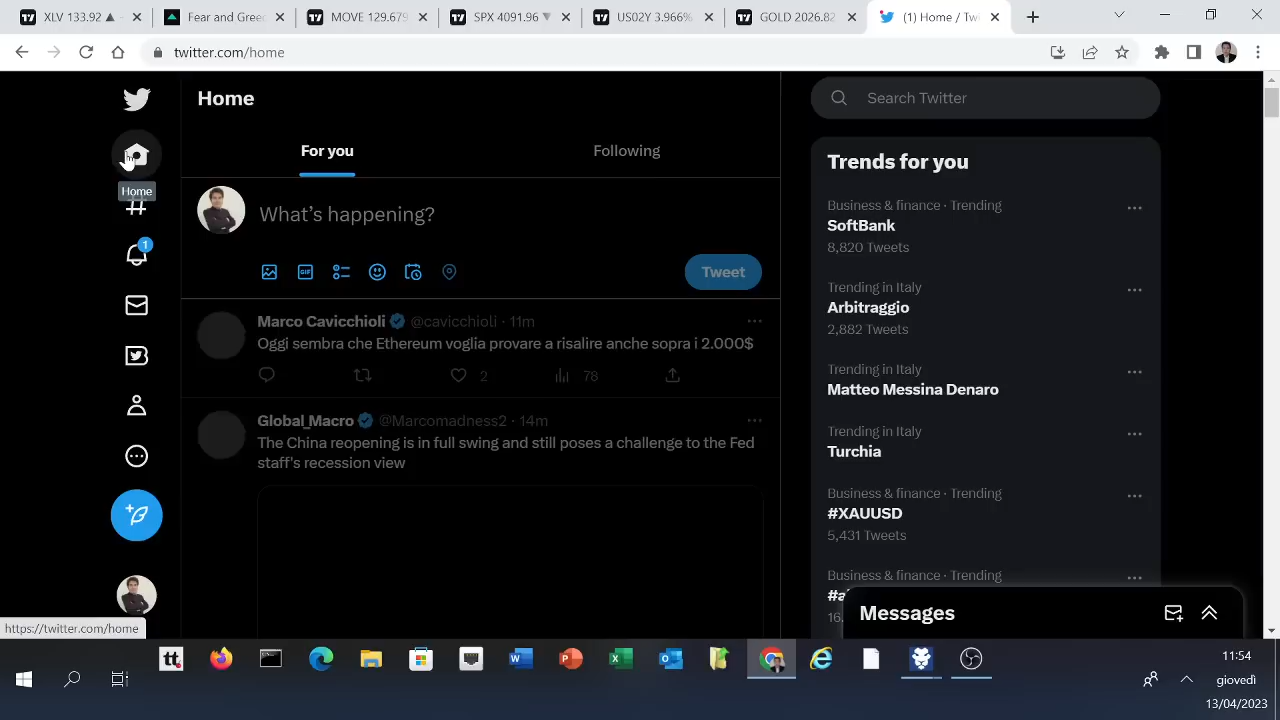 XLV 133.62 ▲
Fear and Gree
MOVE 129.679
SPX 4091.96 ▼
US02Y 3.966%
GOLD 2026.82
(1) Home / Tw
twitter.com/home
Home
Search Twitter
For you
Following
Home
What's happening?
GIF
Tweet
1
Marco Cavicchioli @cavicchioli · 11m
Oggi sembra che Ethereum voglia provare a risalire anche sopra i 2.000$
2
78
Global_Macro @Marcomadness2 · 14m
The China reopening is in full swing and still poses a challenge to the Fed
staff's recession view
Trends for you
Business & finance · Trending
SoftBank
8,820 Tweets
Trending in Italy
Arbitraggio
2,882 Tweets
Trending in Italy
Matteo Messina Denaro
Trending in Italy
Turchia
Business & finance · Trending
#XAUUSD
5,431 Tweets
Business & finance · Trending
Messages
https://twitter.com/home
tt
11:54
giovedì
13/04/2023